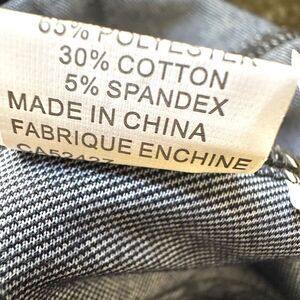 65% POLYESTER
30% COTTON
5% SPANDEX
MADE IN CHINA
FABRIQUE ENCHINE